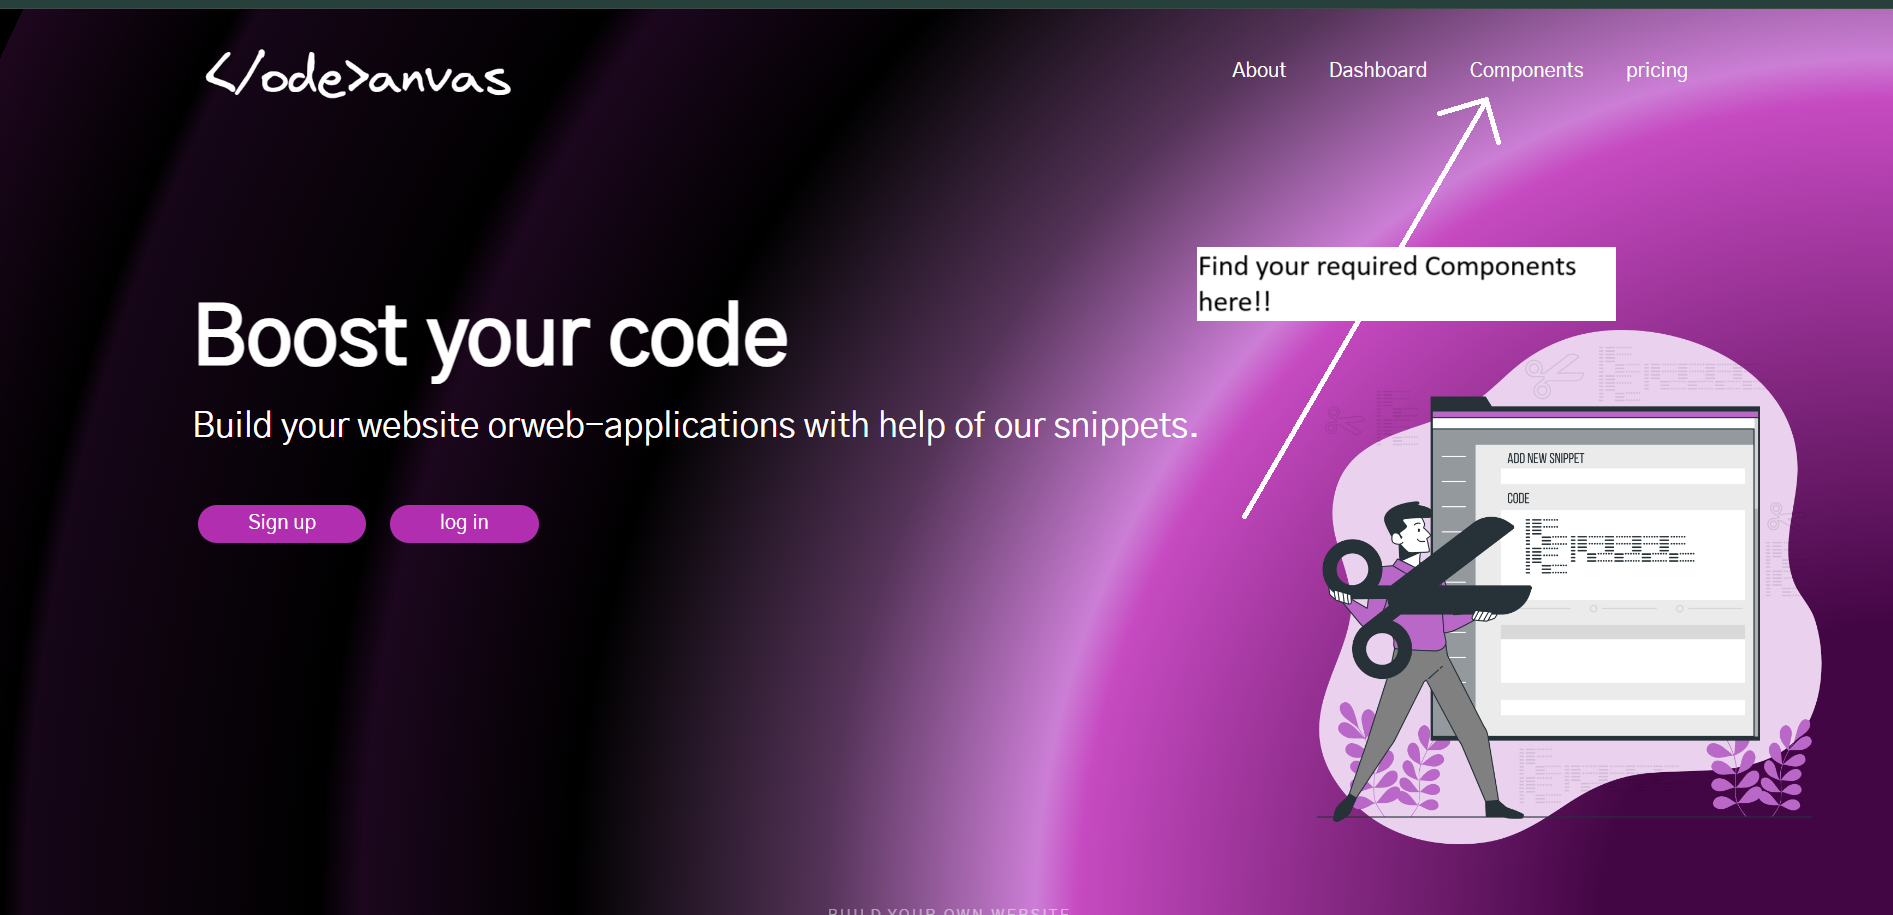 </ode>anvas
About Dashboard Components pricing
Find your required Components
here!!
Boost your code
Build your website orweb-applications with help of our snippets.
Sign up log in
ADD NEW SNIPPET
CODE
BUILD YOUR OWN WEBSITE